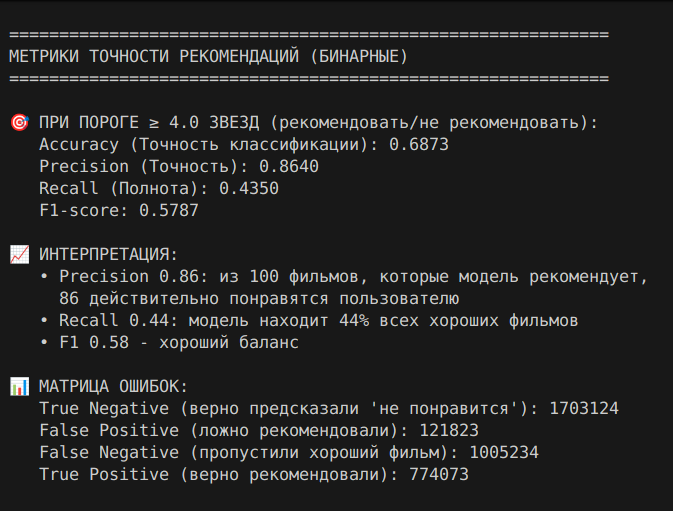 ============================================================
МЕТРИКИ ТОЧНОСТИ РЕКОМЕНДАЦИЙ (БИНАРНЫЕ)
============================================================
🎯 ПРИ ПОРОГЕ ≥ 4.0 ЗВЕЗД (рекомендовать/не рекомендовать):
Accuracy (Точность классификации): 0.6873
Precision (Точность): 0.8640
Recall (Полнота): 0.4350
F1-score: 0.5787
📈 ИНТЕРПРЕТАЦИЯ:
• Precision 0.86: из 100 фильмов, которые модель рекомендует,
86 действительно понравятся пользователю
• Recall 0.44: модель находит 44% всех хороших фильмов
• F1 0.58 - хороший баланс
📊 МАТРИЦА ОШИБОК:
True Negative (верно предсказали 'не понравится'): 1703124
False Positive (ложно рекомендовали): 121823
False Negative (пропустили хороший фильм): 1005234
True Positive (верно рекомендовали): 774073